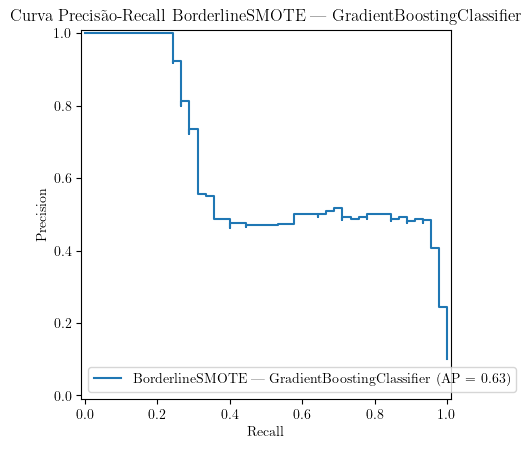 Curva Precisão-Recall BorderlineSMOTE — GradientBoostingClassifier
1.0
0.8
0.6
0.4
0.2
0.0
Precision
BorderlineSMOTE — GradientBoostingClassifier (AP = 0.63)
0.0 0.2 0.4 0.6 0.8 1.0
Recall